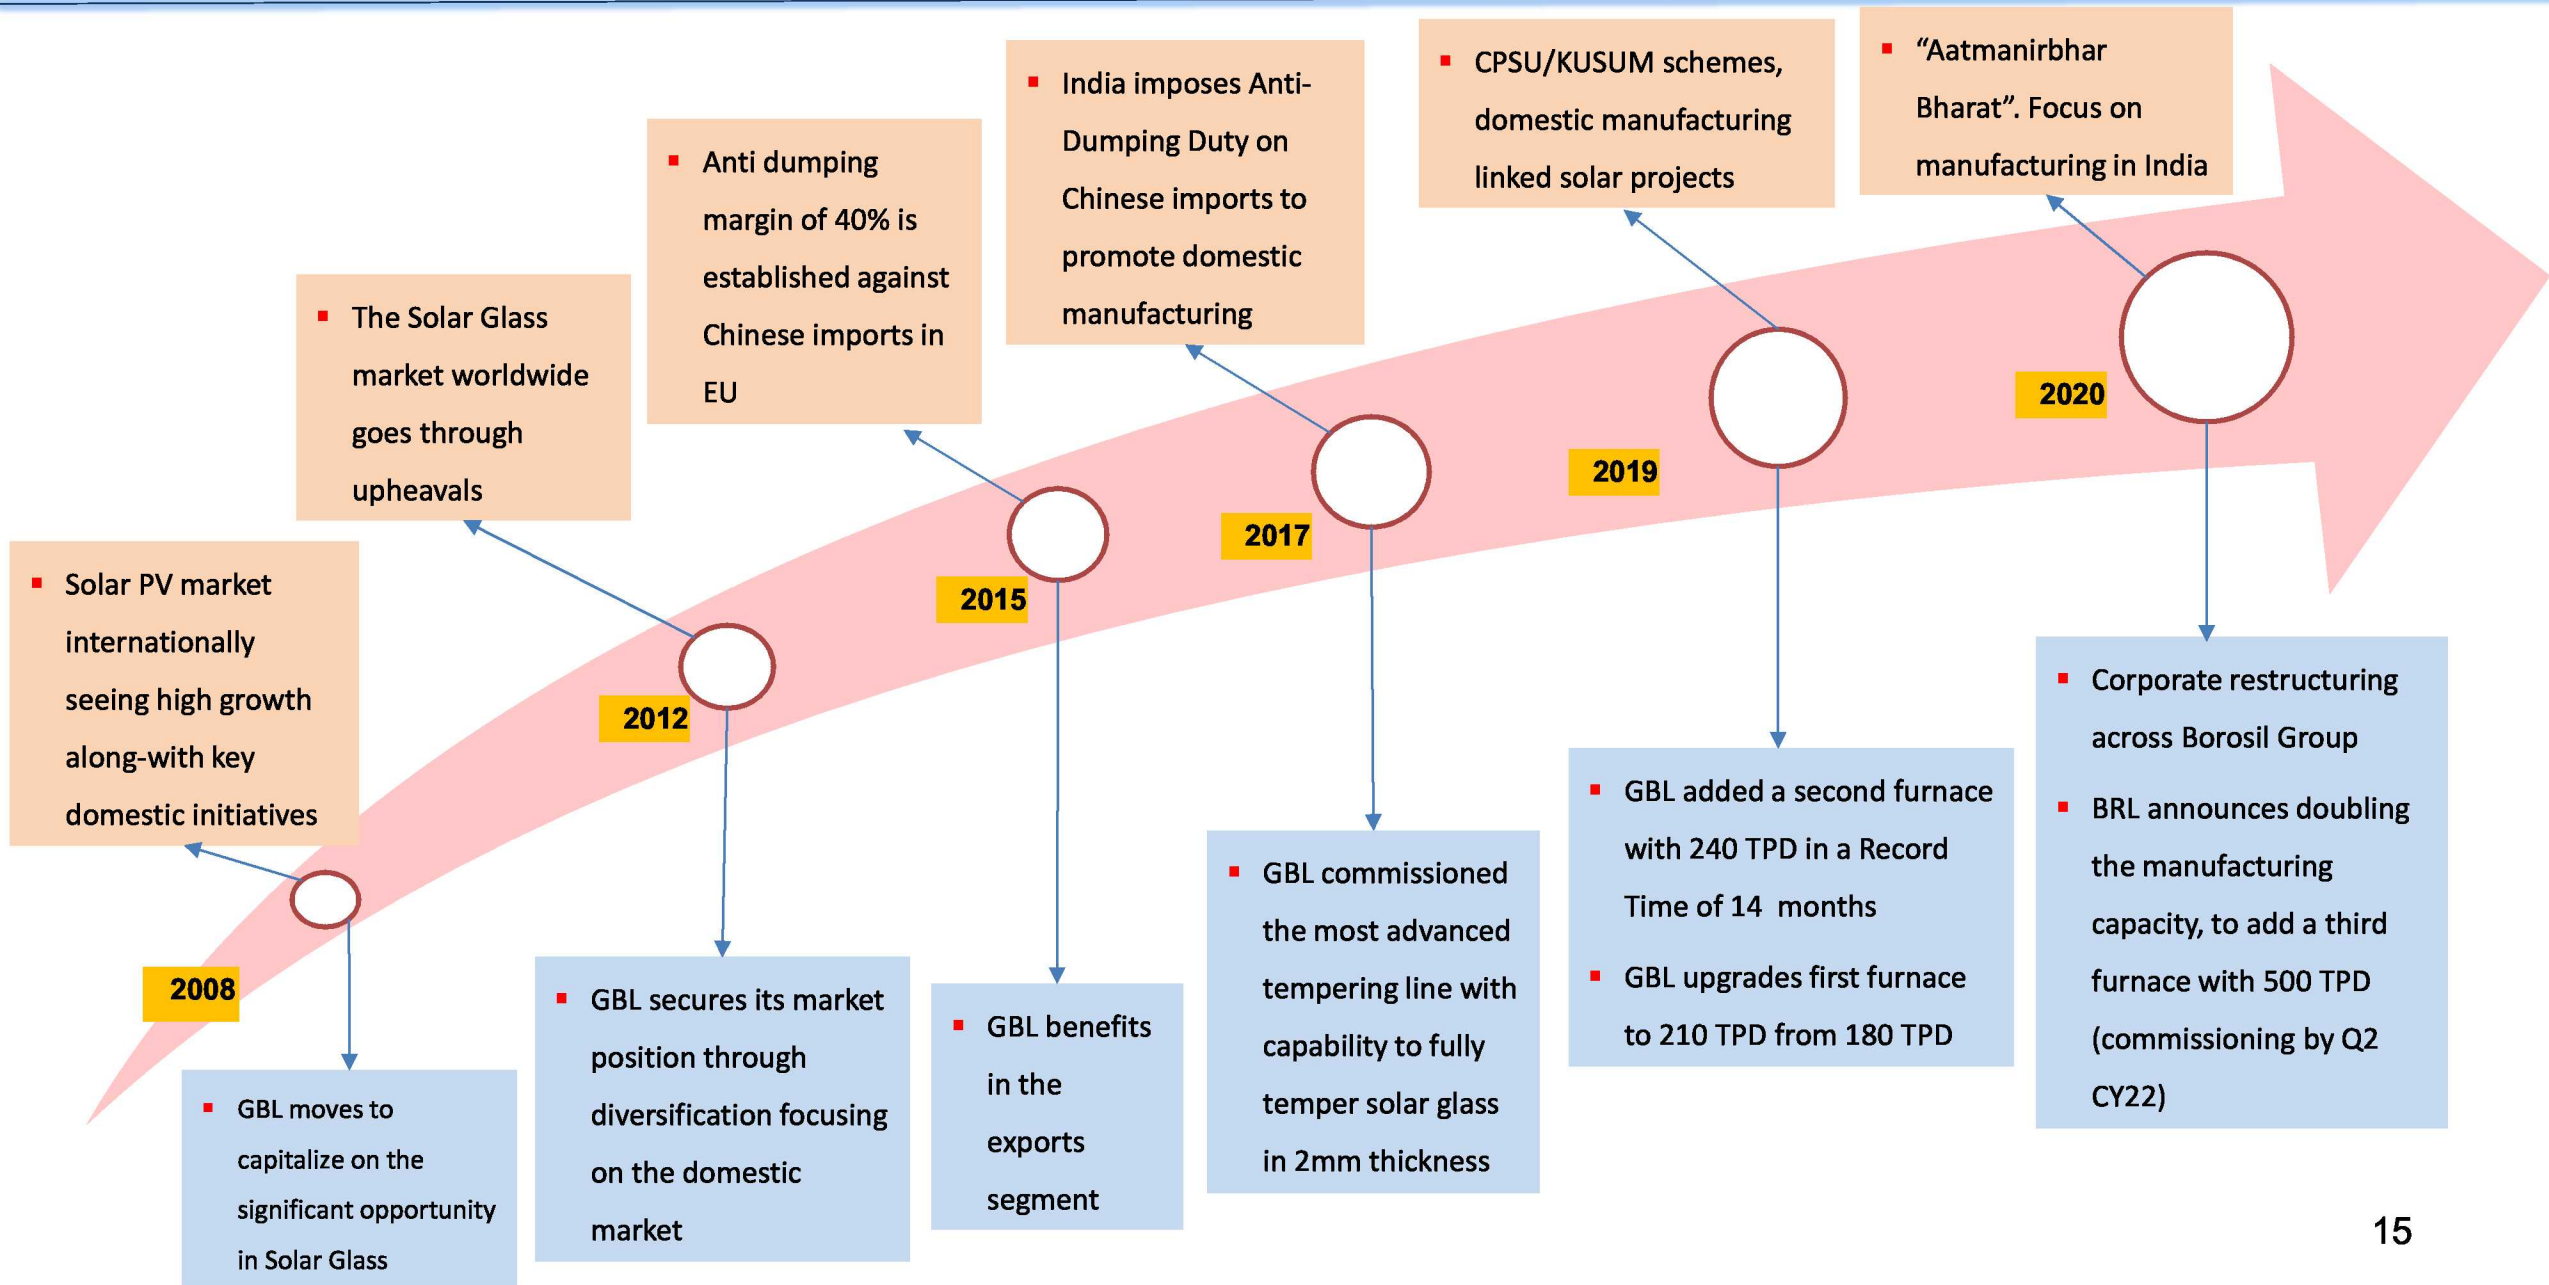 Solar PV market
internationally
seeing high growth
along-with key
domestic initiatives
2008
GBL moves to
capitalize on the
significant opportunity
in Solar Glass
The Solar Glass
market worldwide
goes through
upheavals
2012
GBL secures its market
position through
diversification focusing
on the domestic
market
Anti dumping
margin of 40% is
established against
Chinese imports in
EU
2015
GBL benefits
in the
exports
segment
India imposes Anti-
Dumping Duty on
Chinese imports to
promote domestic
manufacturing
2017
GBL commissioned
the most advanced
tempering line with
capability to fully
temper solar glass
in 2mm thickness
CPSU/KUSUM schemes,
domestic manufacturing
linked solar projects
2019
GBL added a second furnace
with 240 TPD in a Record
Time of 14  months
GBL upgrades first furnace
to 210 TPD from 180 TPD
“Aatmanirbhar
Bharat”. Focus on
manufacturing in India
2020
Corporate restructuring
across Borosil Group
BRL announces doubling
the manufacturing
capacity, to add a third
furnace with 500 TPD
(commissioning by Q2
CY22)
15